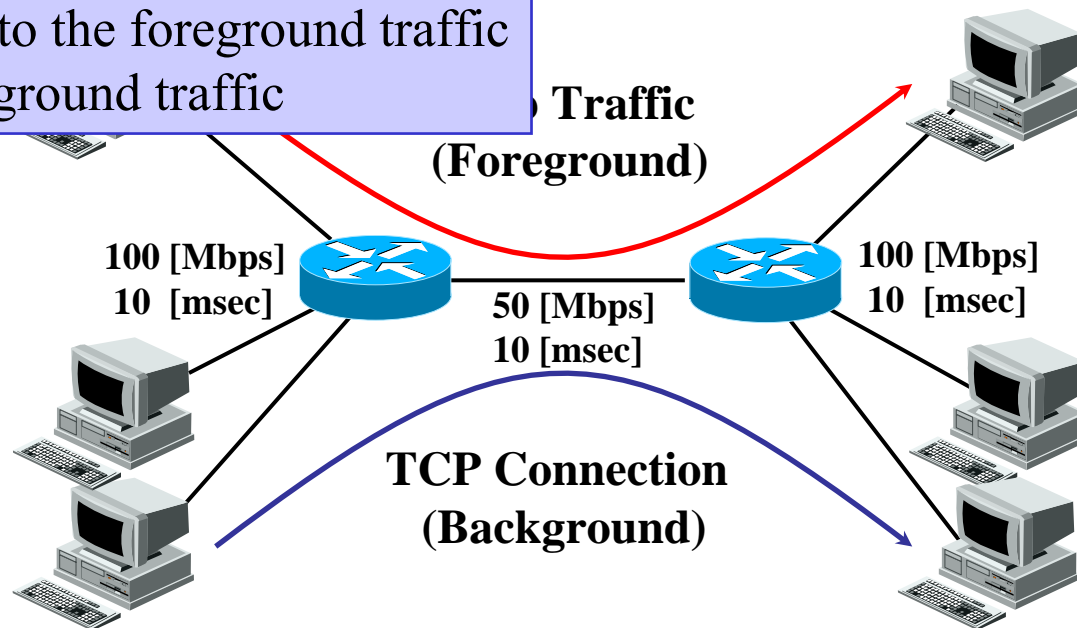 to the foreground traffic
ground traffic
Traffic
(Foreground)
100 [Mbps]
10 [msec]
50 [Mbps]
10 [msec]
100 [Mbps]
10 [msec]
TCP Connection
(Background)